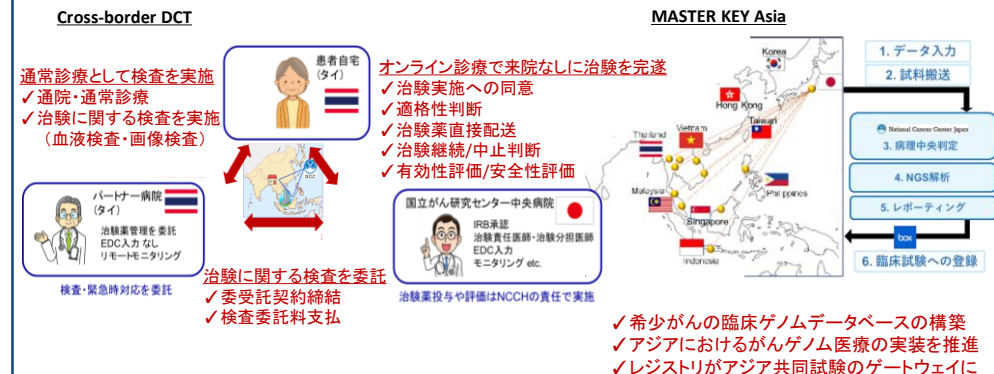 Cross-border DCT
通常診療として検査を実施
✓通院・通常診療
✓治験に関する検査を実施
（血液検査・画像検査）
患者自宅
(タイ)
オンライン診療で来院なしに治験を完遂
✓治験実施への同意
✓適格性判断
✓治験薬直接配送
✓治験継続/中止判断
✓有効性評価/安全性評価
NCC
パートナー病院
(タイ)
治験薬管理を委託
EDC入力 なし
リモートモニタリング
検査・緊急時対応を委託
治験に関する検査を委託
✓委受託契約締結
✓検査委託料支払
国立がん研究センター中央病院
IRB承認
治験責任医師・治験分担医師
EDC入力
モニタリング etc.
治験薬投与や評価はNCCHの責任で実施
MASTER KEY Asia
Korea
Hong Kong
Taiwan
Thailand
Vietnam
Malaysia
Philippines
Singapore
Indonesia
1. データ入力
2. 試料搬送
National Cancer Center Japan
3. 病理中央判定
4. NGS解析
5. レポーティング
box
6. 臨床試験への登録
✓希少がんの臨床ゲノムデータベースの構築
✓アジアにおけるがんゲノム医療の実装を推進
✓レジストリがアジア共同試験のゲートウェイに